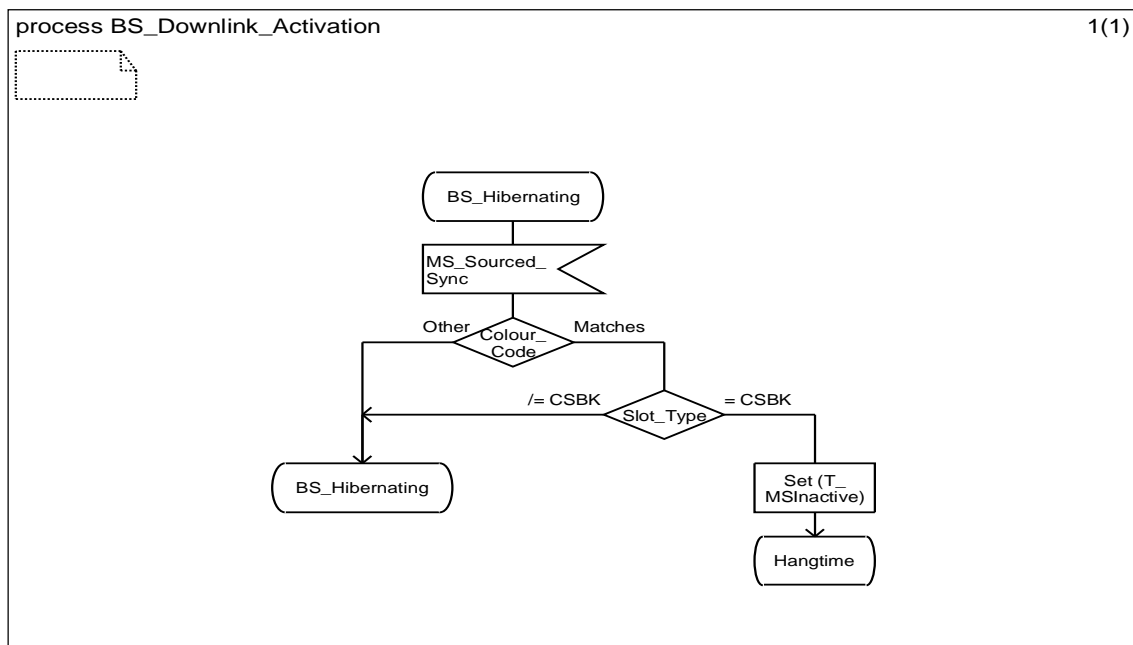 process BS_Downlink_Activation 1(1)
BS_Hibernating
MS_Sourced_
Sync
Other Colour_ Matches
Code
/= CSBK Slot_Type = CSBK
BS_Hibernating
Set (T_
MSInactive)
Hangtime